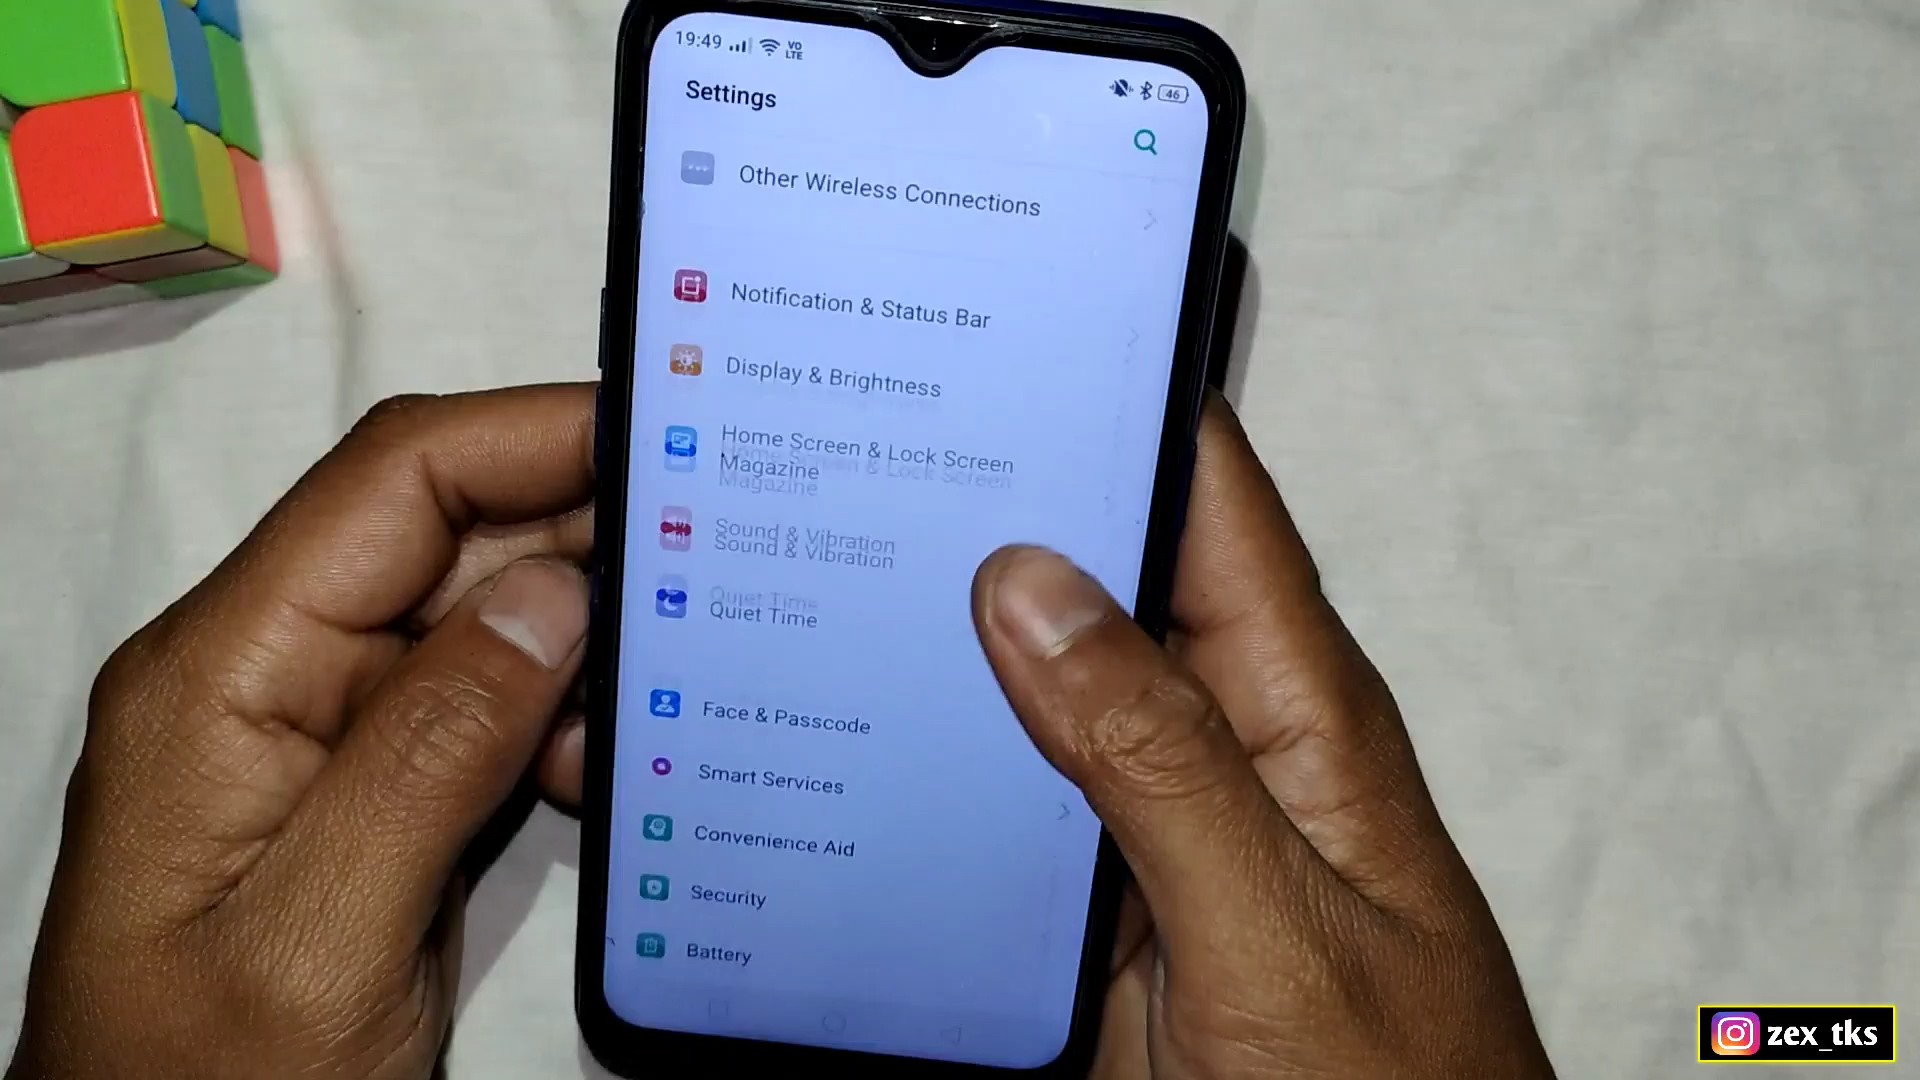 19:49 VO LTE
46
Settings
Other Wireless Connections
Notification & Status Bar
Display & Brightness
Home Screen & Lock Screen
Magazine
Sound & Vibration
Quiet Time
Face & Passcode
Smart Services
Convenience Aid
Security
Battery
zex_tks